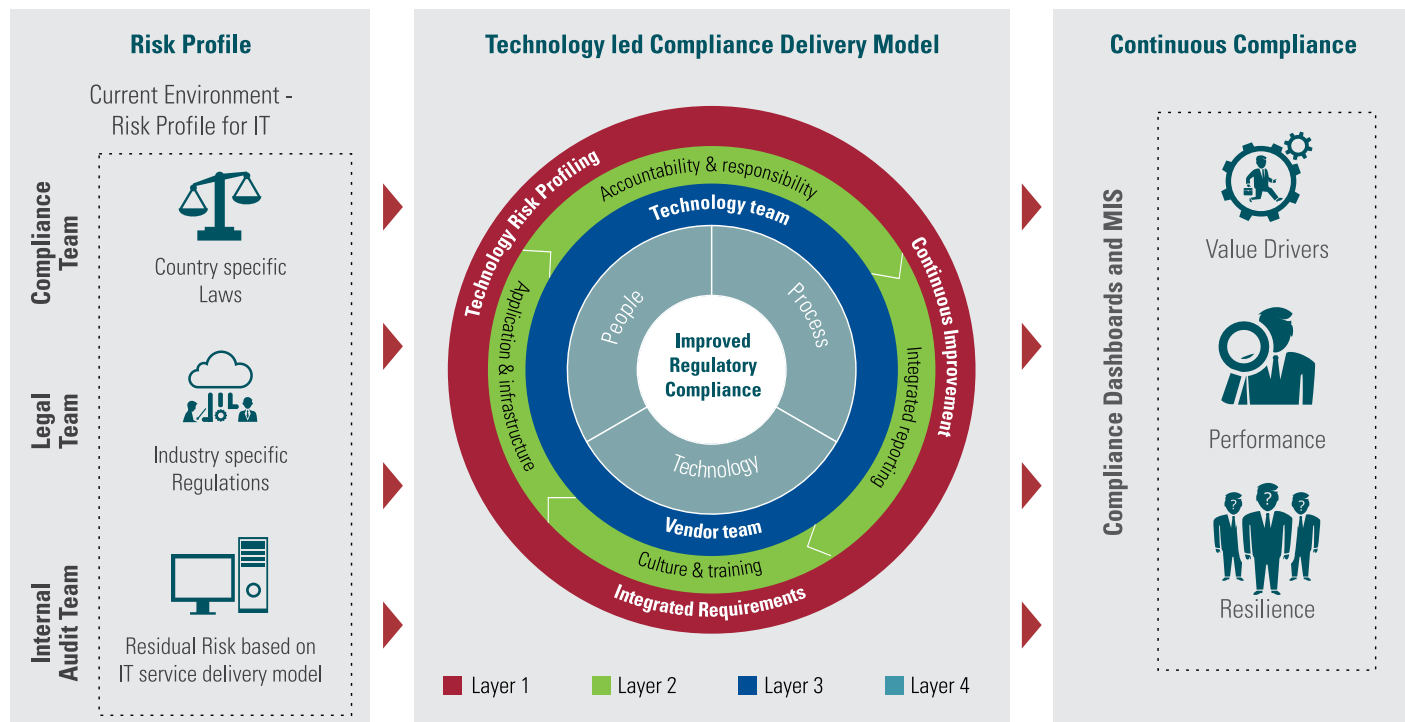 Risk Profile
Current Environment -
Risk Profile for IT
Compliance
Team
Country specific
Laws
Legal
Team
Industry specific
Regulations
Internal
Audit Team
Residual Risk based on
IT service delivery model
Technology led Compliance Delivery Model
Technology Risk Profiling
Continuous Improvement
Integrated Requirements
Accountability & responsibility
Integrated reporting
Culture & training
Application & infrastructure
Technology team
Vendor team
People
Process
Technology
Improved
Regulatory
Compliance
Layer 1
Layer 2
Layer 3
Layer 4
Continuous Compliance
Compliance Dashboards and MIS
Value Drivers
Performance
? ? ?
Resilience